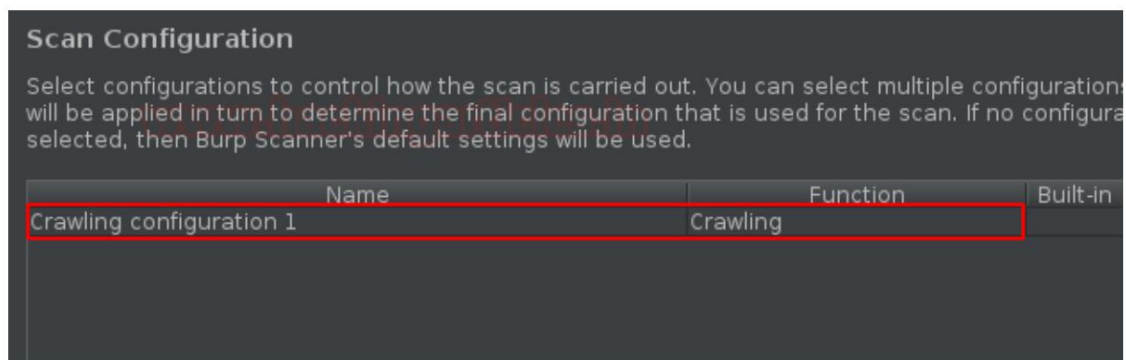 Scan Configuration
Select configurations to control how the scan is carried out. You can select multiple configurations
will be applied in turn to determine the final configuration that is used for the scan. If no configura
selected, then Burp Scanner's default settings will be used.
Name Function Built-in
Crawling configuration 1 Crawling